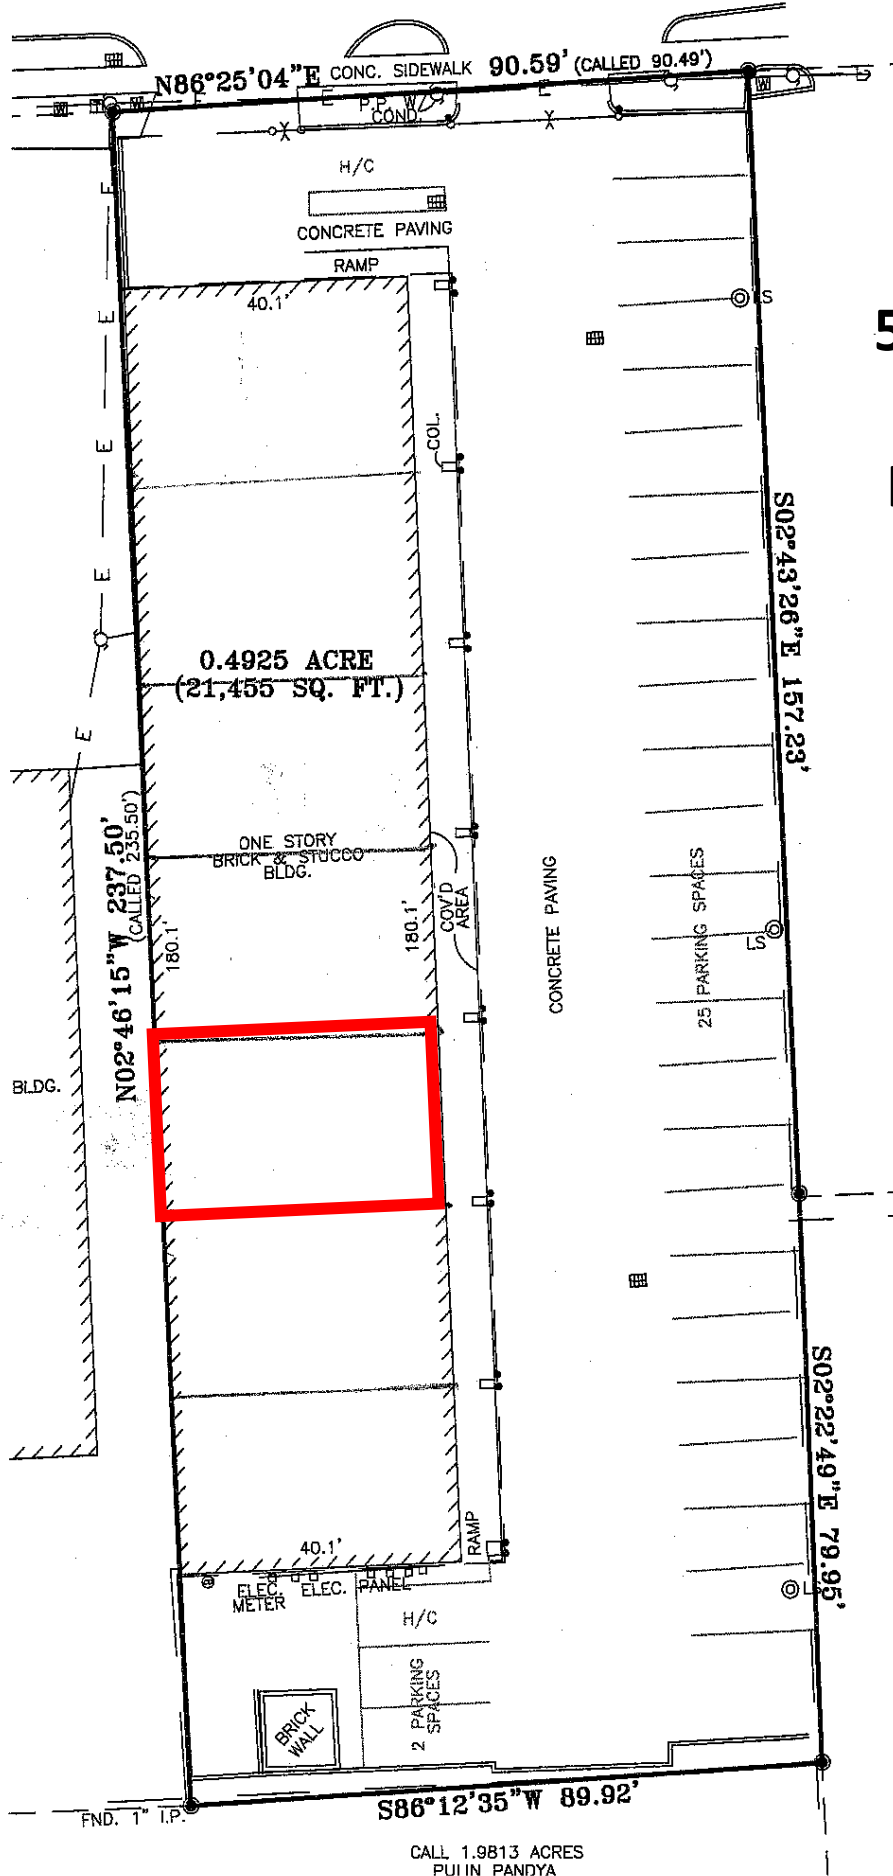 N86°25'04"E CONC. SIDEWALK 90.59' (CALLED 90.49')
W T W E E E
P.P. W
COND.
X X
H/C
CONCRETE PAVING
RAMP
40.1'
LS
5
E
E
E
E
E
COL.
0.4925 ACRE
(21,455 SQ. FT.)
S02°43'26"E 157.23'
N02°46'15"W 237.50'
(CALLED 235.50')
ONE STORY
BRICK & STUCCO
BLDG.
180.1'
180.1'
COV'D
AREA
CONCRETE PAVING
25 PARKING SPACES
LS
BLDG.
S02°22'49"E 79.95'
RAMP
40.1'
ELEC.
METER
ELEC. PANEL
LS
H/C
2 PARKING
SPACES
BRICK
WALL
FND. 1" I.P.
S86°12'35"W 89.92'
CALL 1.9813 ACRES
PULIN PANDYA